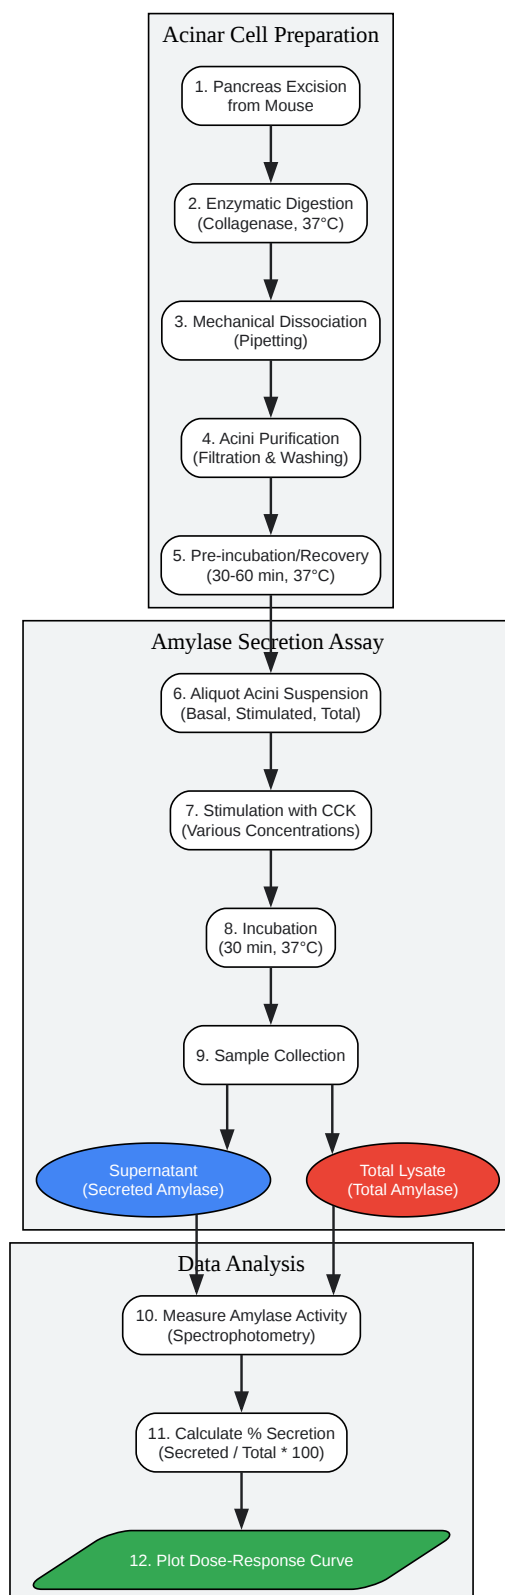 Acinar Cell Preparation
1. Pancreas Excision
from Mouse
2. Enzymatic Digestion
(Collagenase, 37°C)
3. Mechanical Dissociation
(Pipetting)
4. Acini Purification
(Filtration & Washing)
5. Pre-incubation/Recovery
(30-60 min, 37°C)
Amylase Secretion Assay
6. Aliquot Acini Suspension
(Basal, Stimulated, Total)
7. Stimulation with CCK
(Various Concentrations)
8. Incubation
(30 min, 37°C)
9. Sample Collection
Supernatant
(Secreted Amylase)
Total Lysate
(Total Amylase)
Data Analysis
10. Measure Amylase Activity
(Spectrophotometry)
11. Calculate % Secretion
(Secreted / Total * 100)
12. Plot Dose-Response Curve